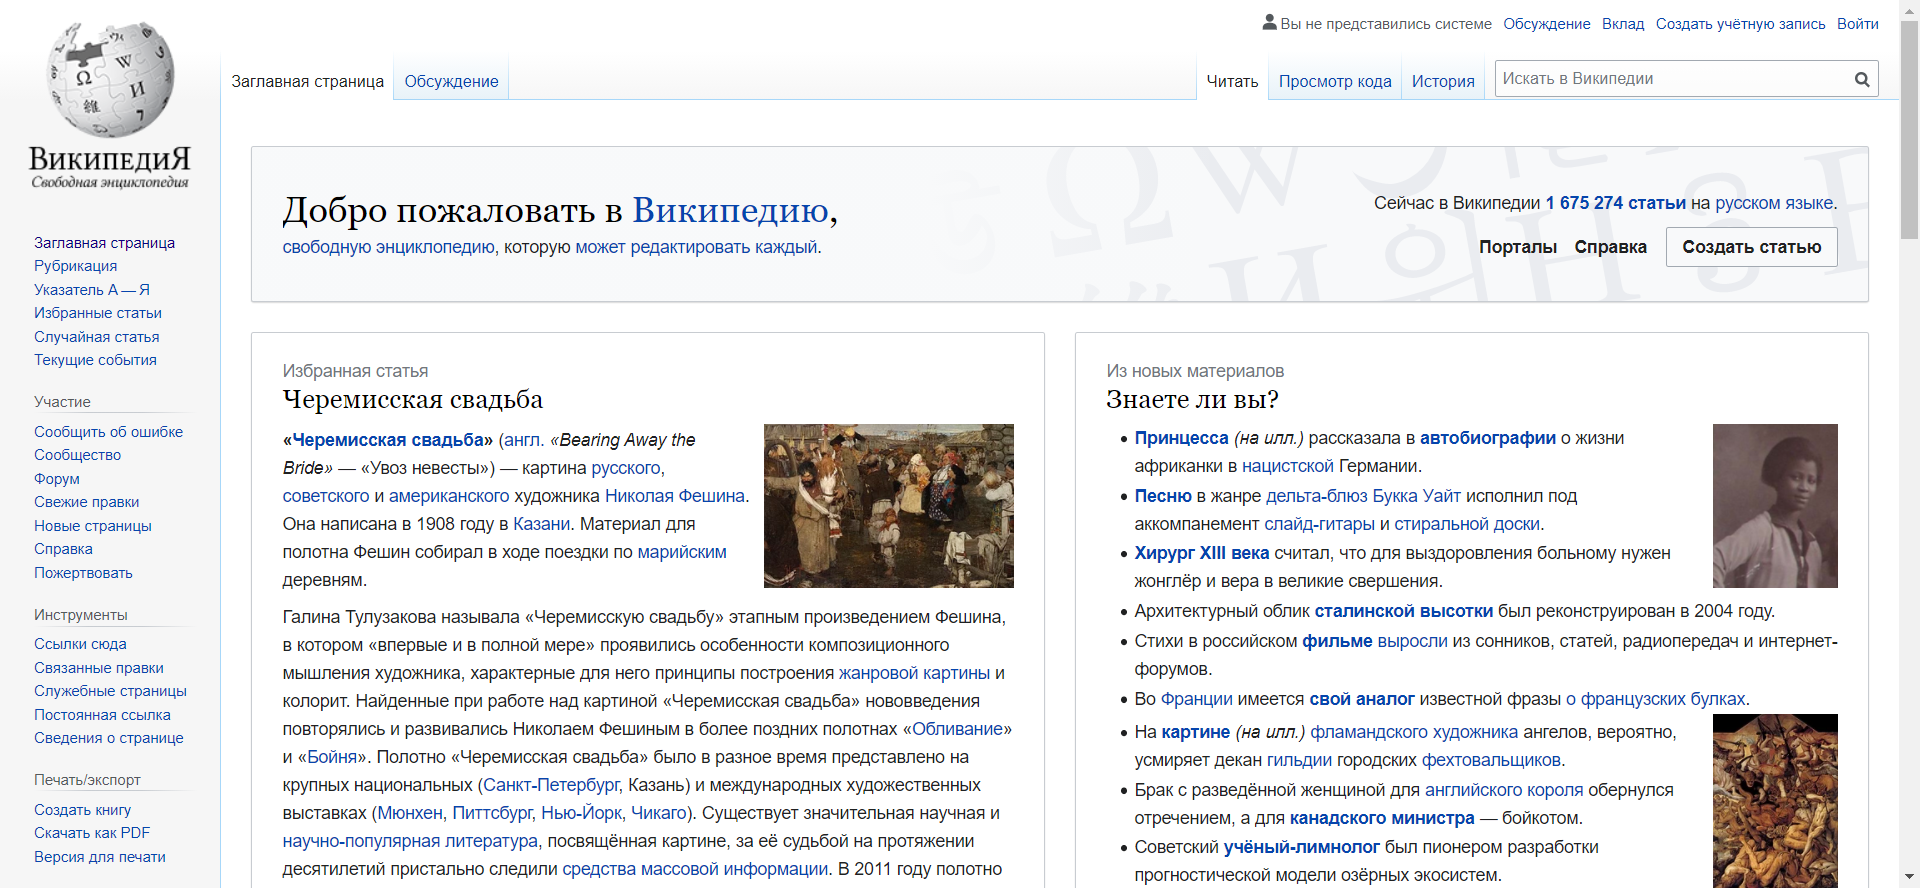 Вы не представились системе Обсуждение Вклад Создать учётную запись Войти
Заглавная страница Обсуждение Читать Просмотр кода История Искать в Википедии
ВикипедиЯ
Свободная энциклопедия
Заглавная страница
Рубрикация
Указатель А — Я
Избранные статьи
Случайная статья
Текущие события
Участие
Сообщить об ошибке
Сообщество
Форум
Свежие правки
Новые страницы
Справка
Пожертвовать
Инструменты
Ссылки сюда
Связанные правки
Служебные страницы
Постоянная ссылка
Сведения о странице
Печать/экспорт
Создать книгу
Скачать как PDF
Версия для печати
Добро пожаловать в Википедию,
свободную энциклопедию, которую может редактировать каждый.
Сейчас в Википедии 1 675 274 статьи на русском языке.
Порталы Справка Создать статью
Избранная статья
Черемисская свадьба
«Черемисская свадьба» (англ. «Bearing Away the
Bride» — «Увоз невесты») — картина русского,
советского и американского художника Николая Фешина.
Она написана в 1908 году в Казани. Материал для
полотна Фешин собирал в ходе поездки по марийским
деревням.
Галина Тулузакова называла «Черемисскую свадьбу» этапным произведением Фешина,
в котором «впервые и в полной мере» проявились особенности композиционного
мышления художника, характерные для него принципы построения жанровой картины и
колорит. Найденные при работе над картиной «Черемисская свадьба» нововведения
повторялись и развивались Николаем Фешиным в более поздних полотнах «Обливание»
и «Бойня». Полотно «Черемисская свадьба» было в разное время представлено на
крупных национальных (Санкт-Петербург, Казань) и международных художественных
выставках (Мюнхен, Питтсбург, Нью-Йорк, Чикаго). Существует значительная научная и
научно-популярная литература, посвящённая картине, за её судьбой на протяжении
десятилетий пристально следили средства массовой информации. В 2011 году полотно
Из новых материалов
Знаете ли вы?
Принцесса (на илл.) рассказала в автобиографии о жизни
африканки в нацистской Германии.
Песню в жанре дельта-блюз Букка Уайт исполнил под
аккомпанемент слайд-гитары и стиральной доски.
Хирург XIII века считал, что для выздоровления больному нужен
жонглёр и вера в великие свершения.
Архитектурный облик сталинской высотки был реконструирован в 2004 году.
Стихи в российском фильме выросли из сонников, статей, радиопередач и интернет-
форумов.
Во Франции имеется свой аналог известной фразы о французских булках.
На картине (на илл.) фламандского художника ангелов, вероятно,
усмиряет декан гильдии городских фехтовальщиков.
Брак с разведённой женщиной для английского короля обернулся
отречением, а для канадского министра — бойкотом.
Советский учёный-лимнолог был пионером разработки
прогностической модели озёрных экосистем.